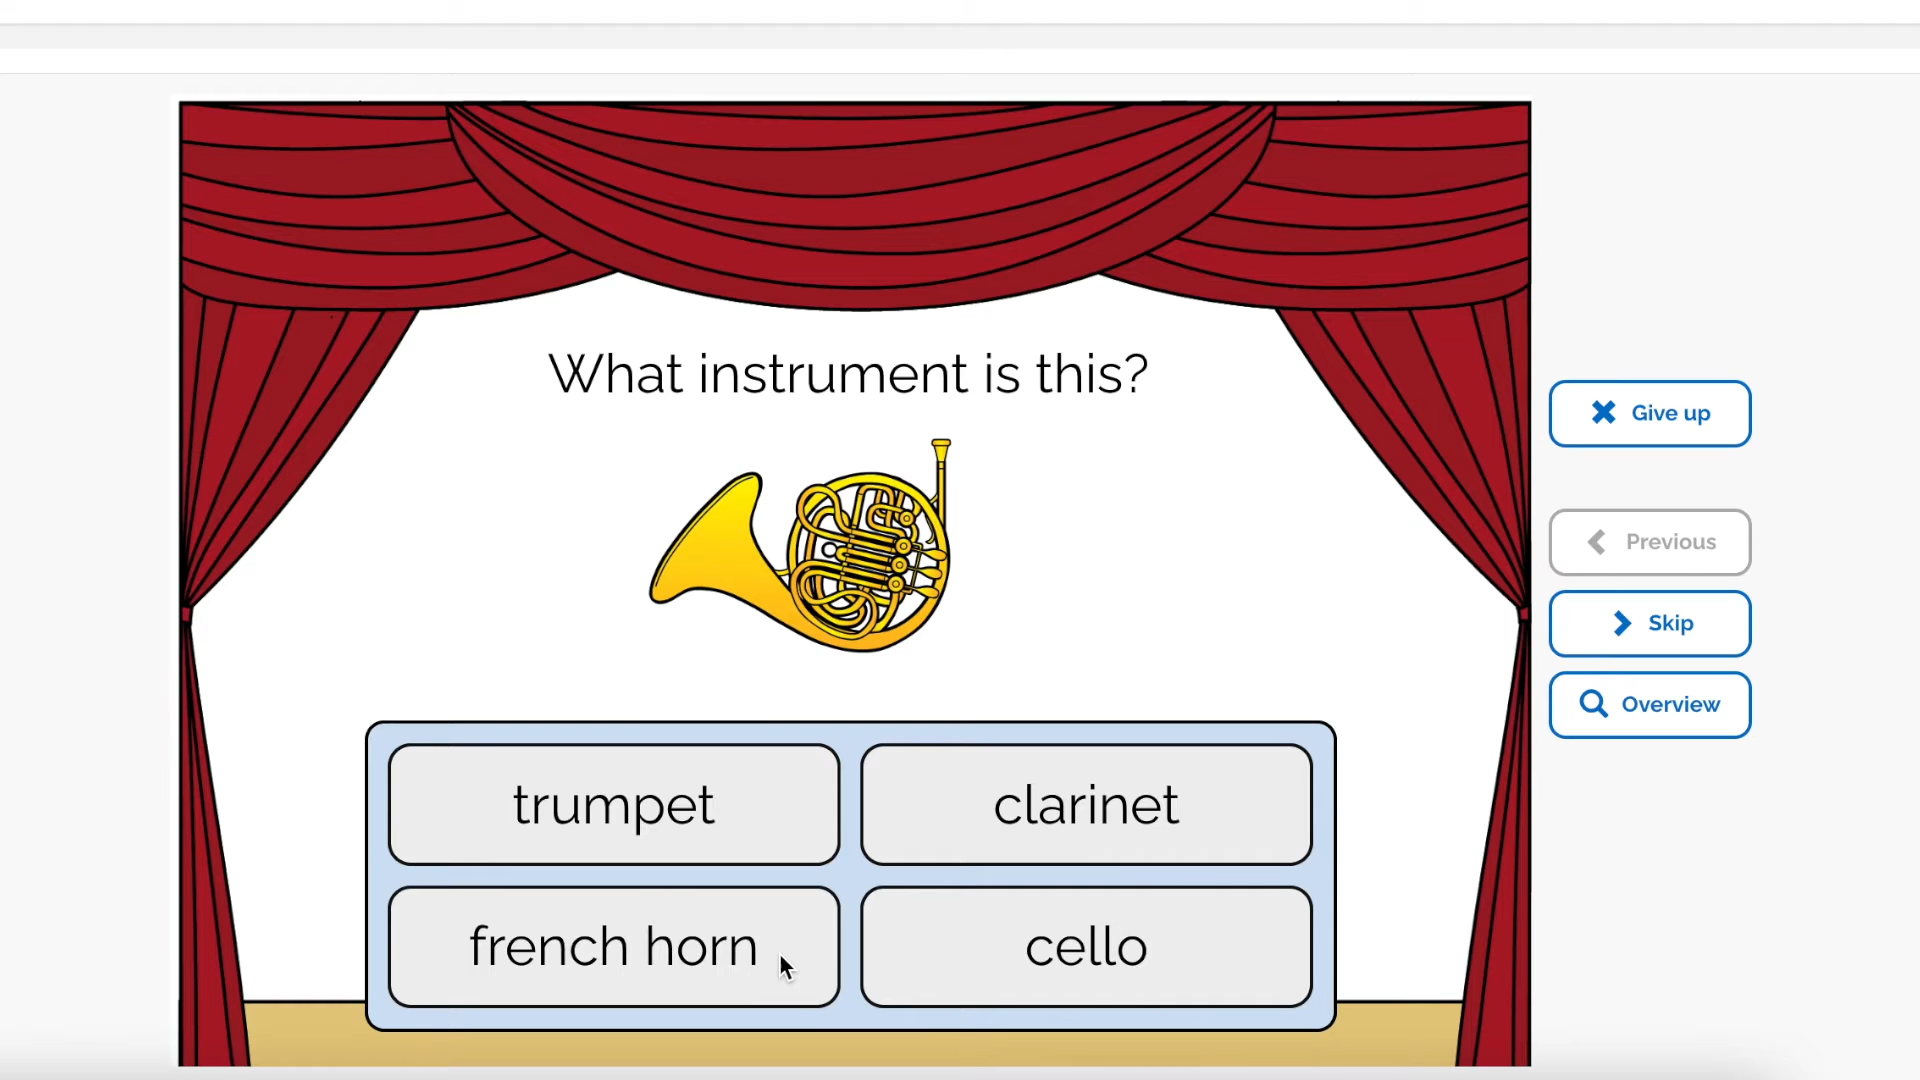 What instrument is this?
Give up
Previous
Skip
Overview
trumpet
clarinet
french horn
cello